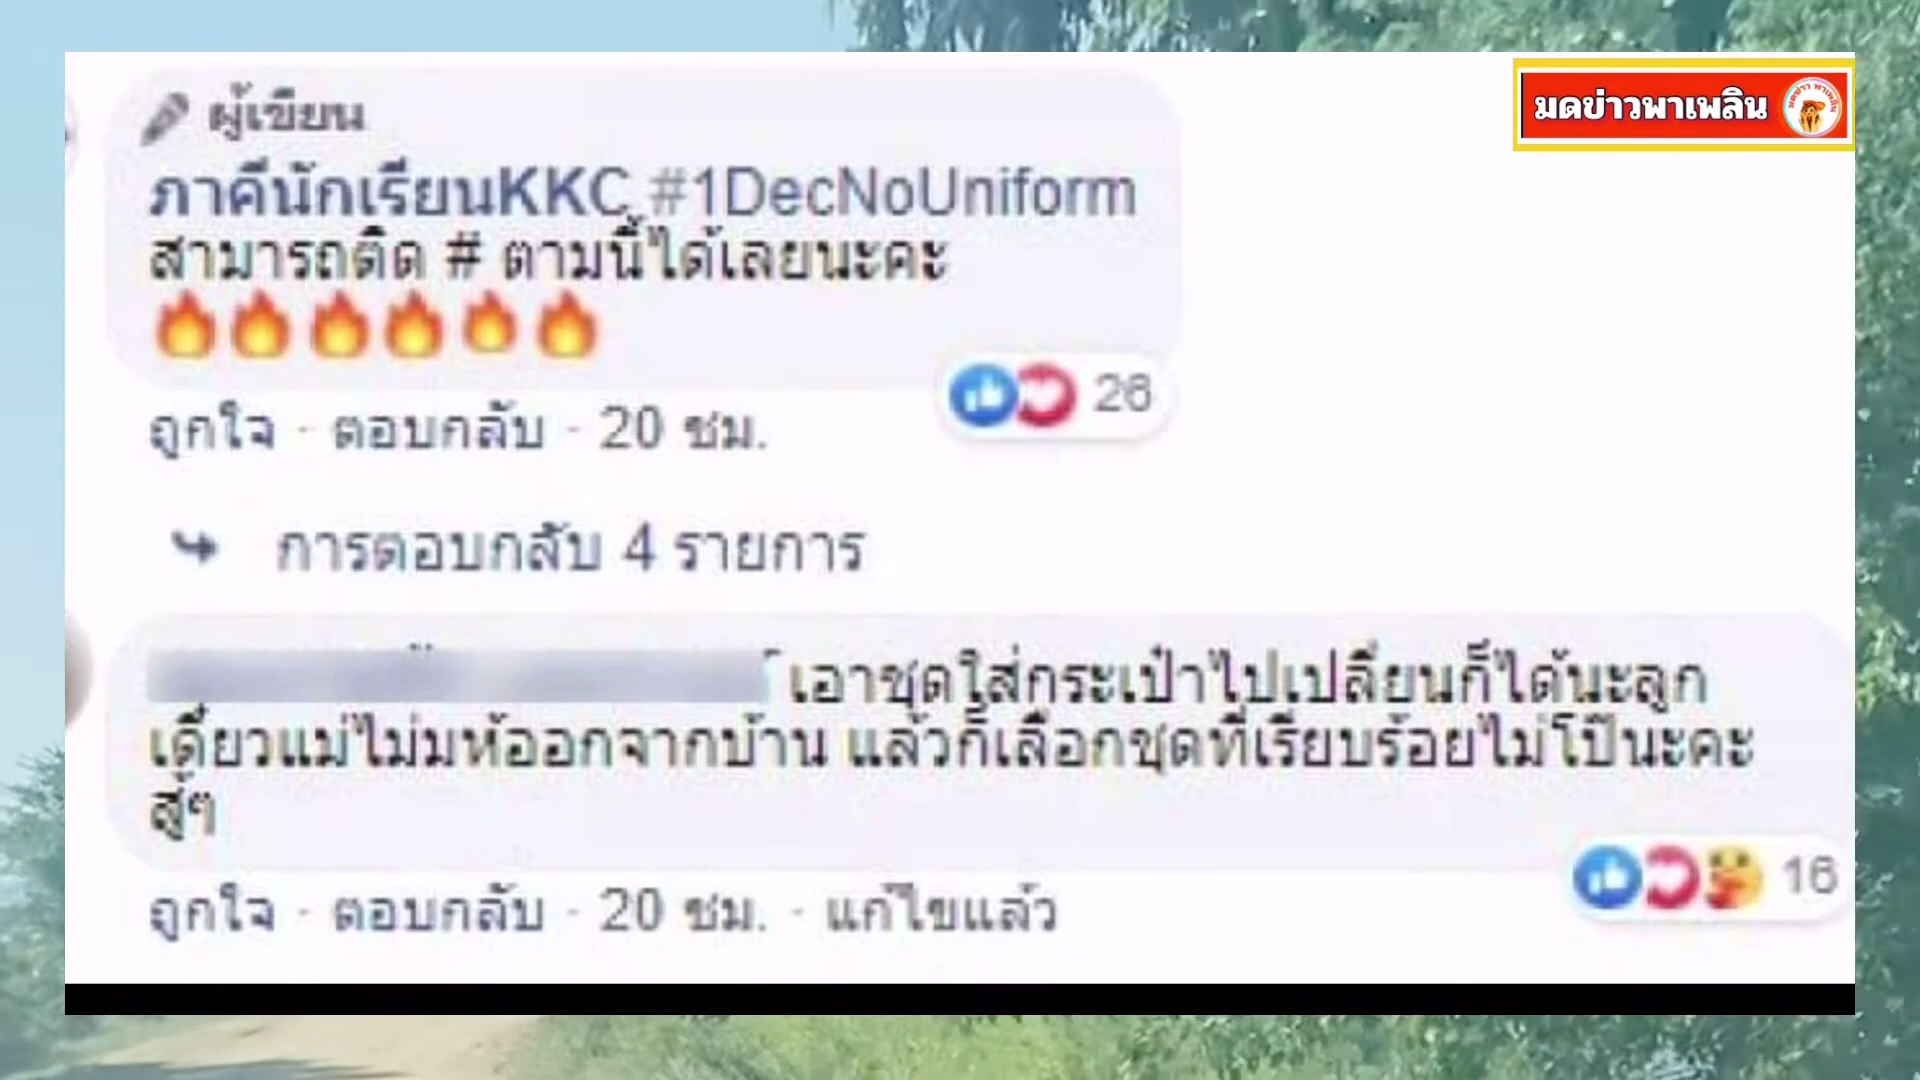 มดข่าวพาเพลิน
ผู้เขียน
ภาคีนักเรียนKKC #1DecNoUniform
สามารถติด # ตามนี้ได้เลยนะคะ
26
ถูกใจ · ตอบกลับ · 20 ชม.
การตอบกลับ 4 รายการ
เอาชุดใส่กระเป๋าไปเปลี่ยนก็ได้นะลูก
เดี๋ยวแม่ไม่มห้ออกจากบ้าน แล้วก็เลือกชุดที่เรียบร้อยไม่โป๊นะคะ
สู้ๆ
16
ถูกใจ · ตอบกลับ · 20 ชม. · แก้ไขแล้ว